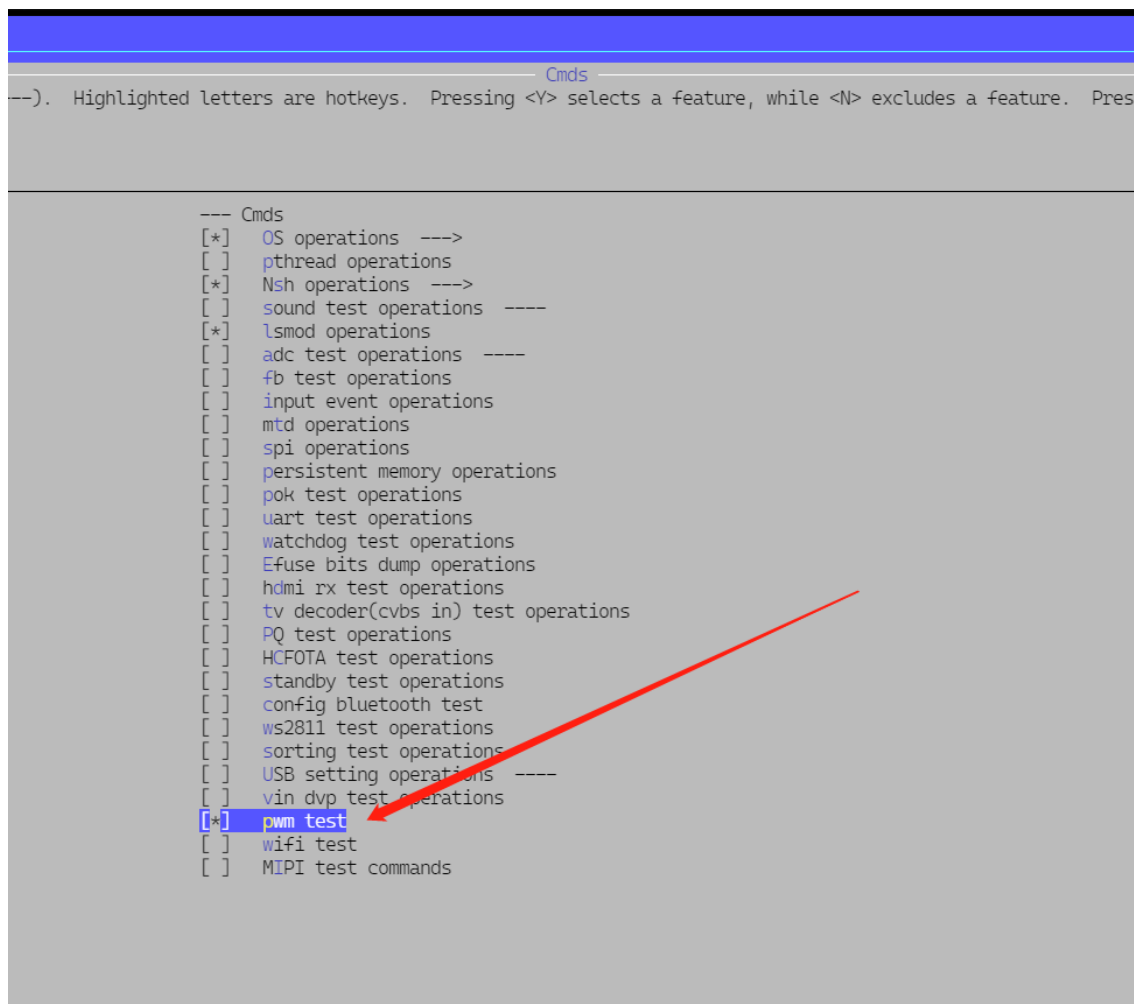 Cmds
--).  Highlighted letters are hotkeys.  Pressing <Y> selects a feature, while <N> excludes a feature.  Pres
--- Cmds
[*]   OS operations  --->
[ ]   pthread operations
[*]   Nsh operations  --->
[ ]   sound test operations  ----
[*]   lsmod operations
[ ]   adc test operations  ----
[ ]   fb test operations
[ ]   input event operations
[ ]   mtd operations
[ ]   spi operations
[ ]   persistent memory operations
[ ]   pok test operations
[ ]   uart test operations
[ ]   watchdog test operations
[ ]   Efuse bits dump operations
[ ]   hdmi rx test operations
[ ]   tv decoder(cvbs in) test operations
[ ]   PQ test operations
[ ]   HCFOTA test operations
[ ]   standby test operations
[ ]   config bluetooth test
[ ]   ws2811 test operations
[ ]   sorting test operations
[ ]   USB setting operations  ----
[ ]   vin dvp test operations
[*]   pwm test
[ ]   wifi test
[ ]   MIPI test commands